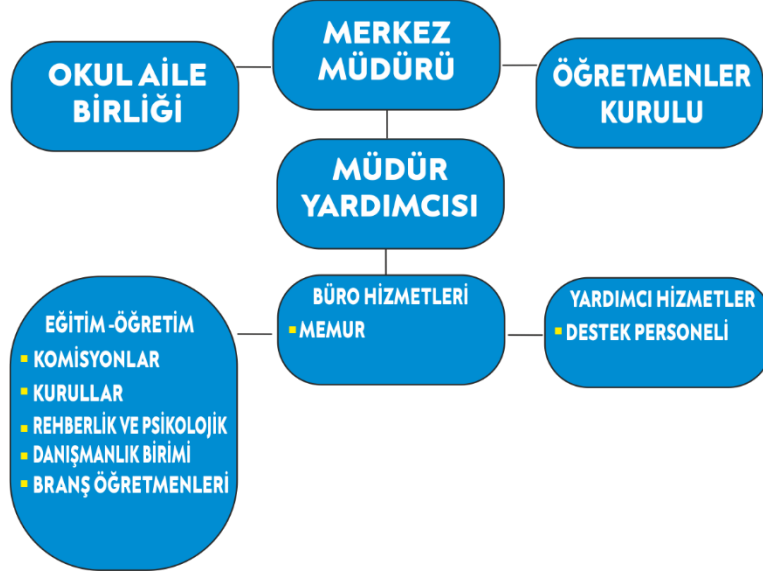 MERKEZ
MÜDÜRÜ
OKUL AİLE
BİRLİĞİ
ÖĞRETMENLER
KURULU
MÜDÜR
YARDIMCISI
EĞİTİM -ÖĞRETİM
▪ KOMİSYONLAR
▪ KURULLAR
▪ REHBERLİK VE PSİKOLOJİK
▪ DANIŞMANLIK BİRİMİ
▪ BRANŞ ÖĞRETMENLERİ
BÜRO HİZMETLERİ
▪ MEMUR
YARDIMCI HİZMETLER
▪ DESTEK PERSONELİ